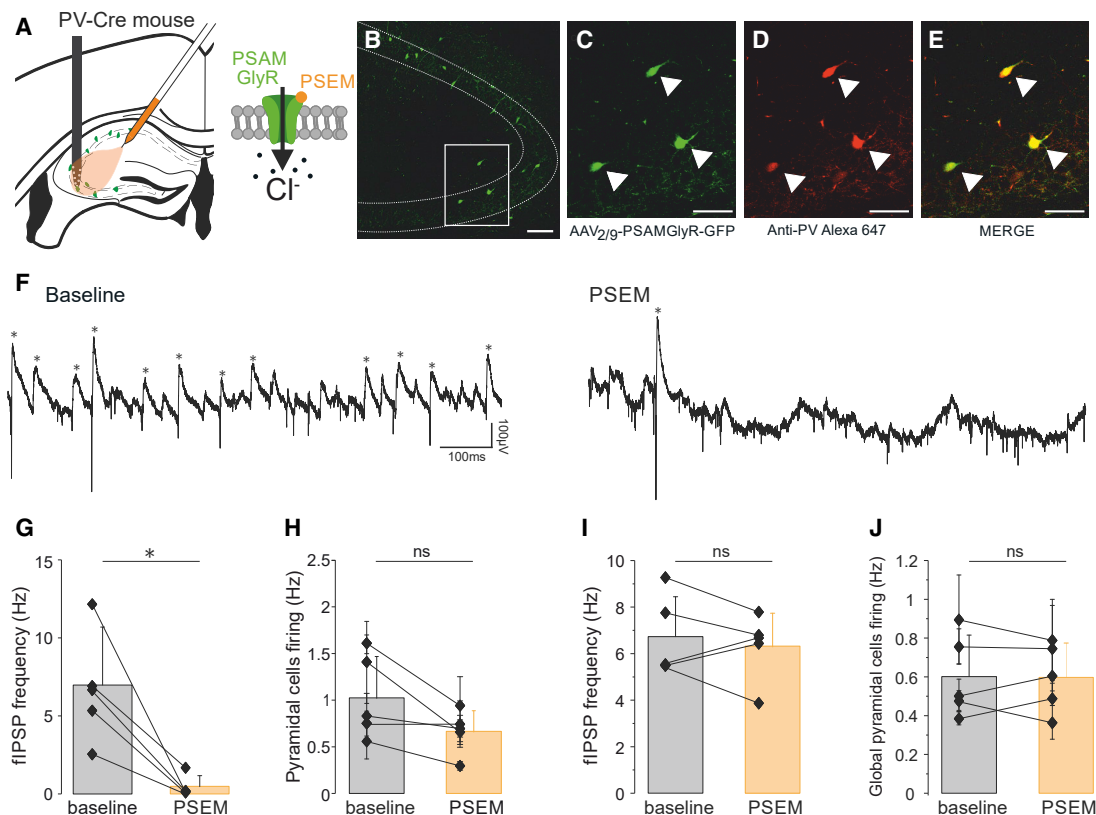 A
PV-Cre mouse
PSAM
GlyR
PSEM
Cl-
B
C
D
E
AAV2/9-PSAMGlyR-GFP
Anti-PV Alexa 647
MERGE
F
Baseline
PSEM
* * * * * * * * * * * *
*
100µV
100ms
G
*
fIPSP frequency (Hz)
15
10
5
0
baseline
PSEM
H
ns
Pyramidal cells firing (Hz)
2.5
2
1.5
1
0.5
0
baseline
PSEM
I
ns
fIPSP frequency (Hz)
10
8
6
4
2
0
baseline
PSEM
J
ns
Global pyramidal cells firing (Hz)
1.2
1
0.8
0.6
0.4
0.2
0
baseline
PSEM